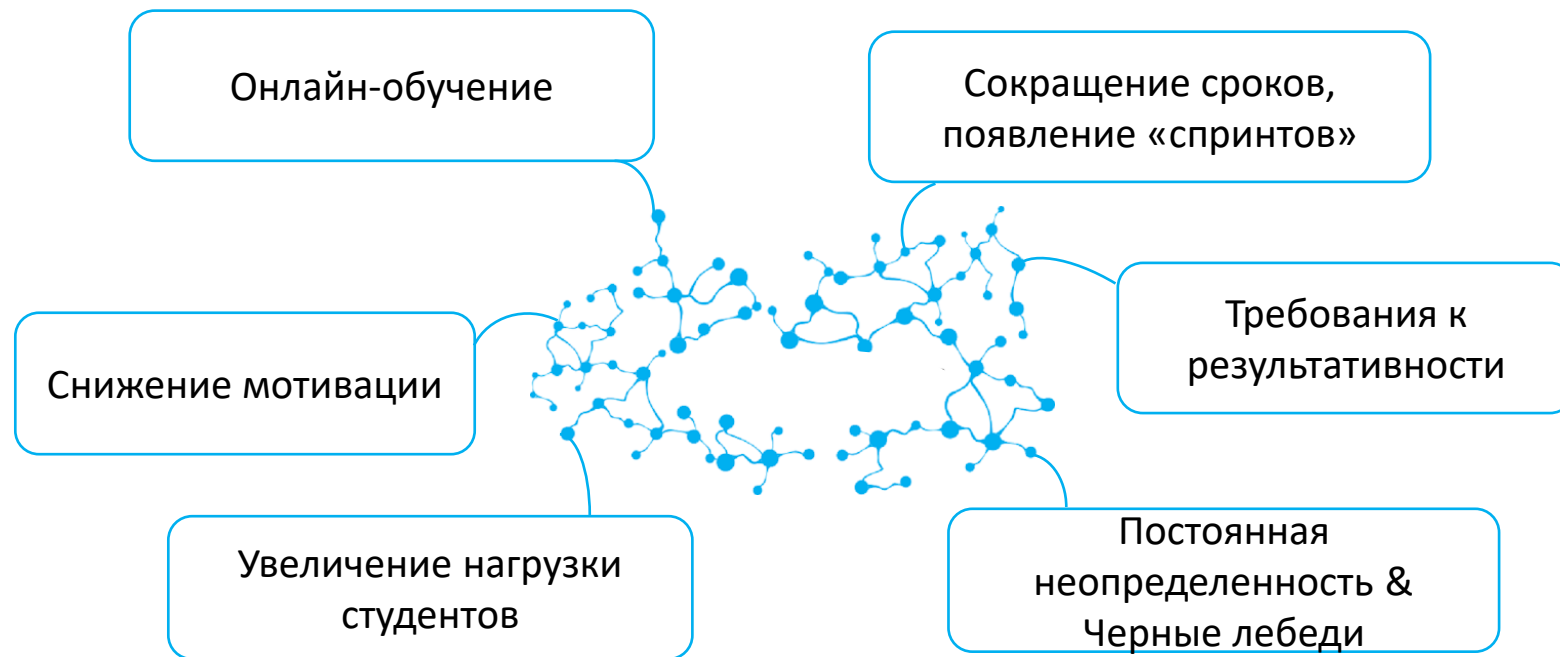 Онлайн-обучение
Сокращение сроков,
появление «спринтов»
Снижение мотивации
Требования к
результативности
Увеличение нагрузки
студентов
Постоянная
неопределенность &
Черные лебеди